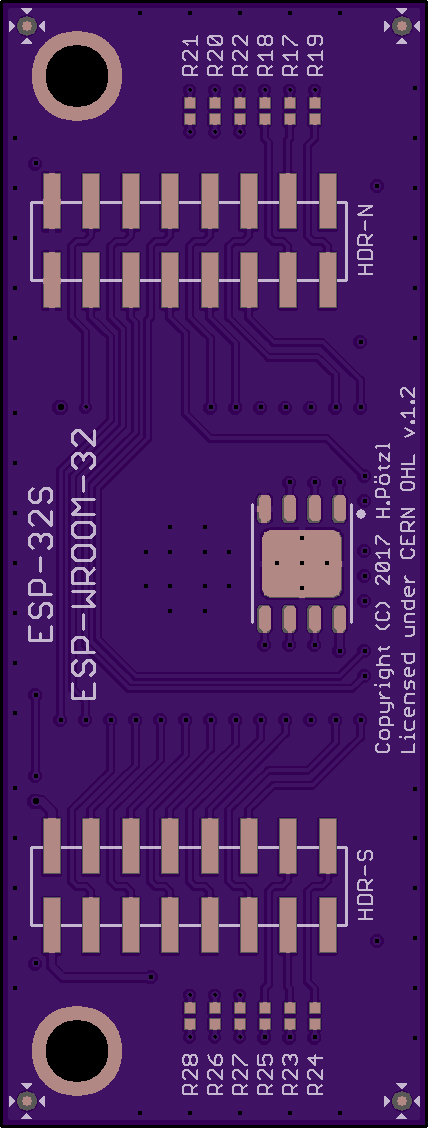 R21 R20 R22 R18 R17 R19
HDR-N
ESP-32S
ESP-WROOM-32
Copyright (C) 2017 H.Pötzl
Licensed under CERN OHL v.1.2
HDR-S
R28 R26 R27 R25 R23 R24